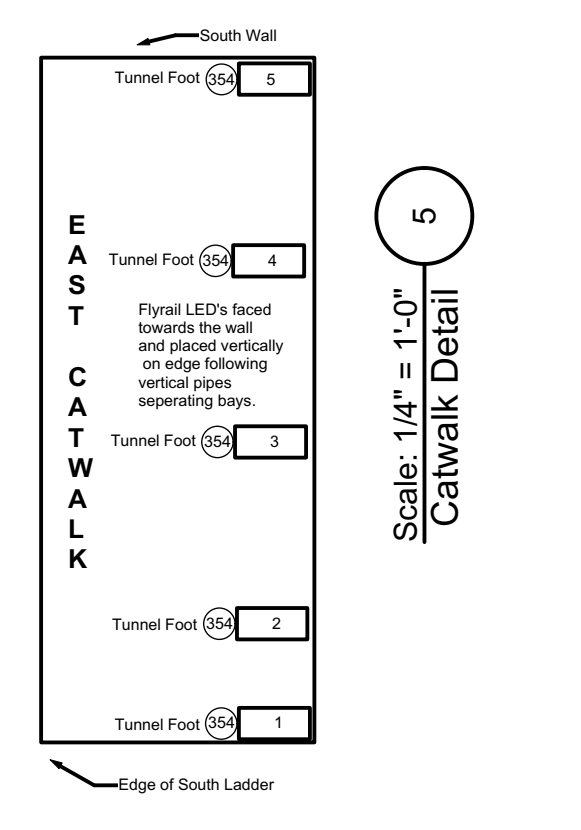 South Wall
Tunnel Foot 354 5
EAST CATWALK
Tunnel Foot 354 4
Flyrail LED's faced
towards the wall
and placed vertically
on edge following
vertical pipes
seperating bays.
Tunnel Foot 354 3
Tunnel Foot 354 2
Tunnel Foot 354 1
Edge of South Ladder
5
Scale: 1/4" = 1'-0"
Catwalk Detail